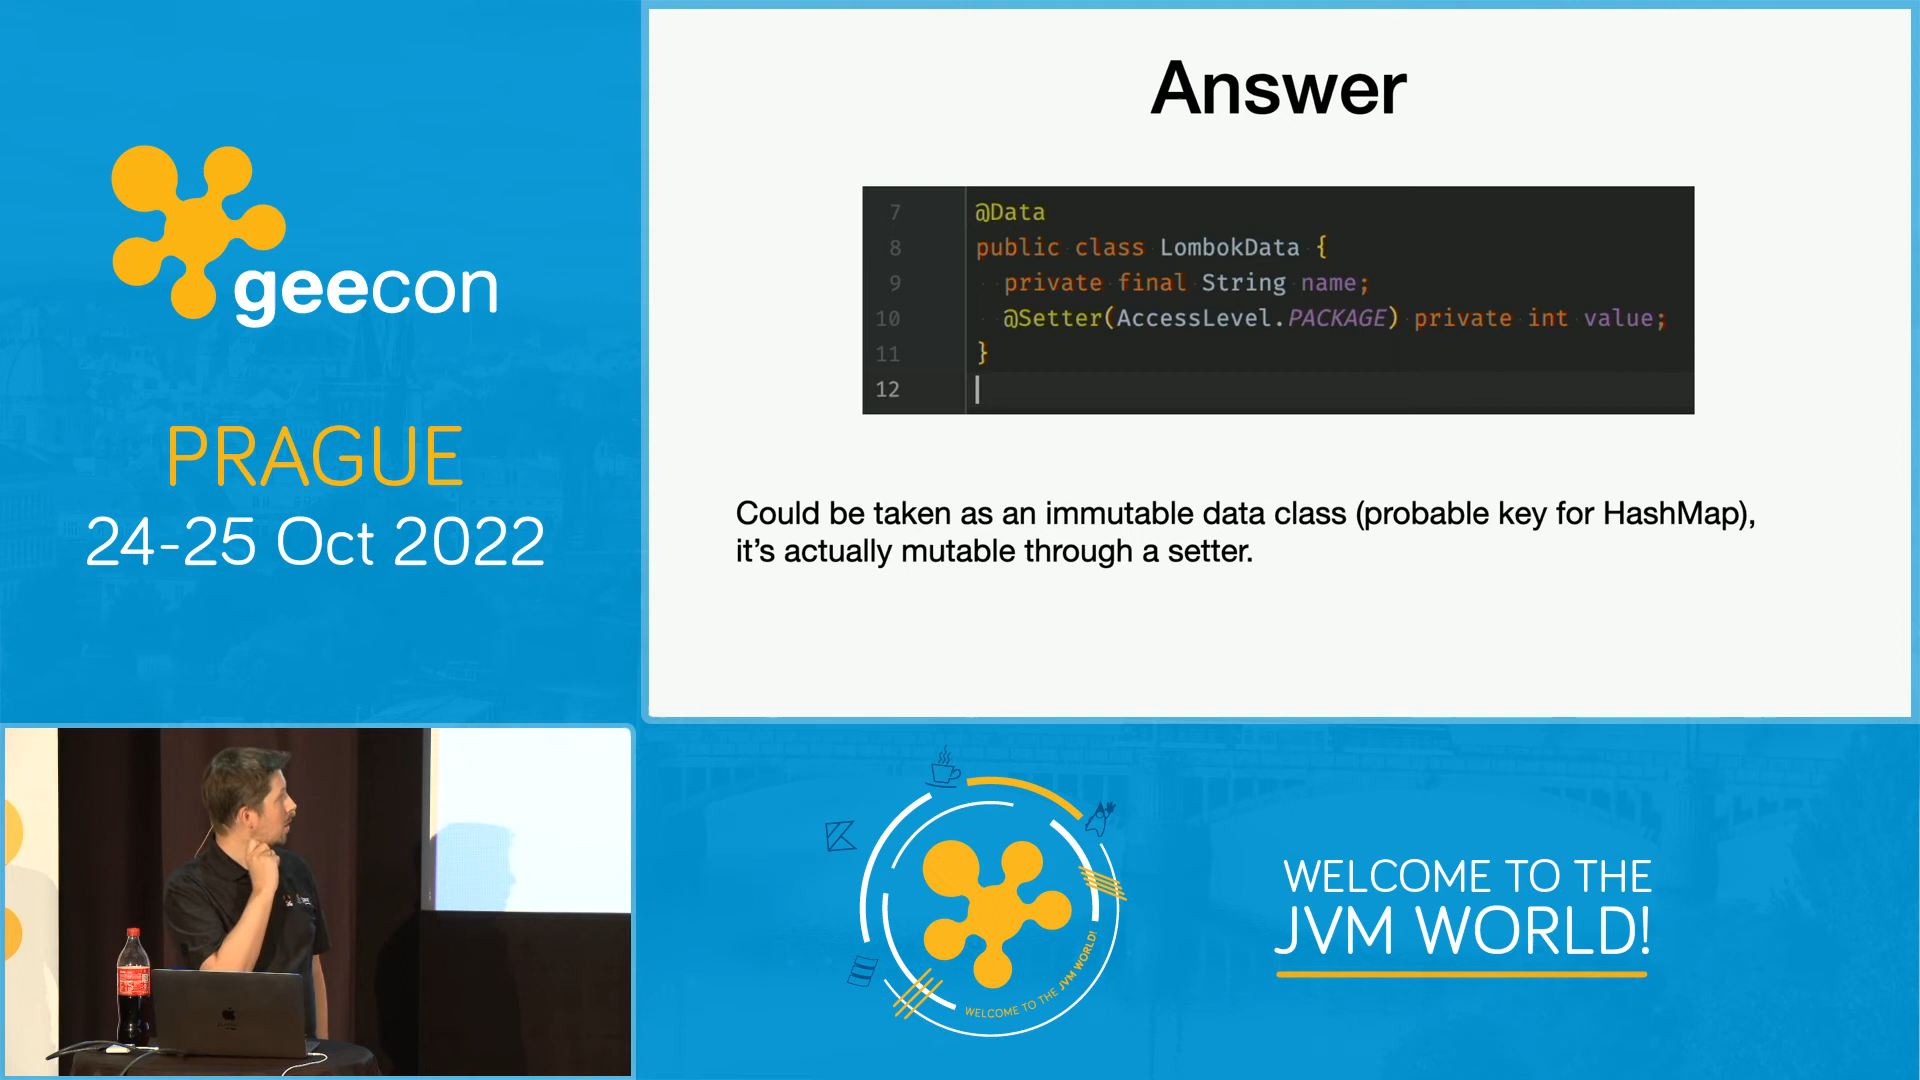 geecon
PRAGUE
24-25 Oct 2022
Answer
7 @Data
8 public class LombokData {
9 private final String name;
10 @Setter(AccessLevel.PACKAGE) private int value;
11 }
12
Could be taken as an immutable data class (probable key for HashMap),
it’s actually mutable through a setter.
WELCOME TO THE JVM WORLD!
WELCOME TO THE
JVM WORLD!